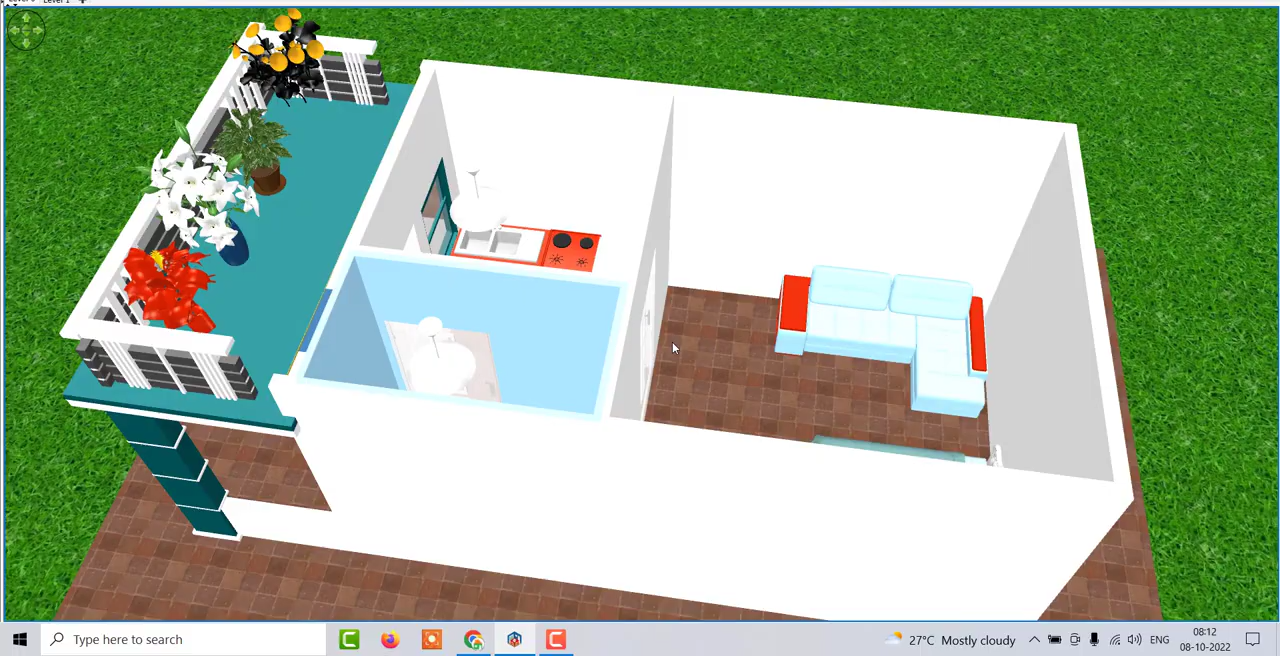 Type here to search
27°C Mostly cloudy
ENG
08:12
08-10-2022